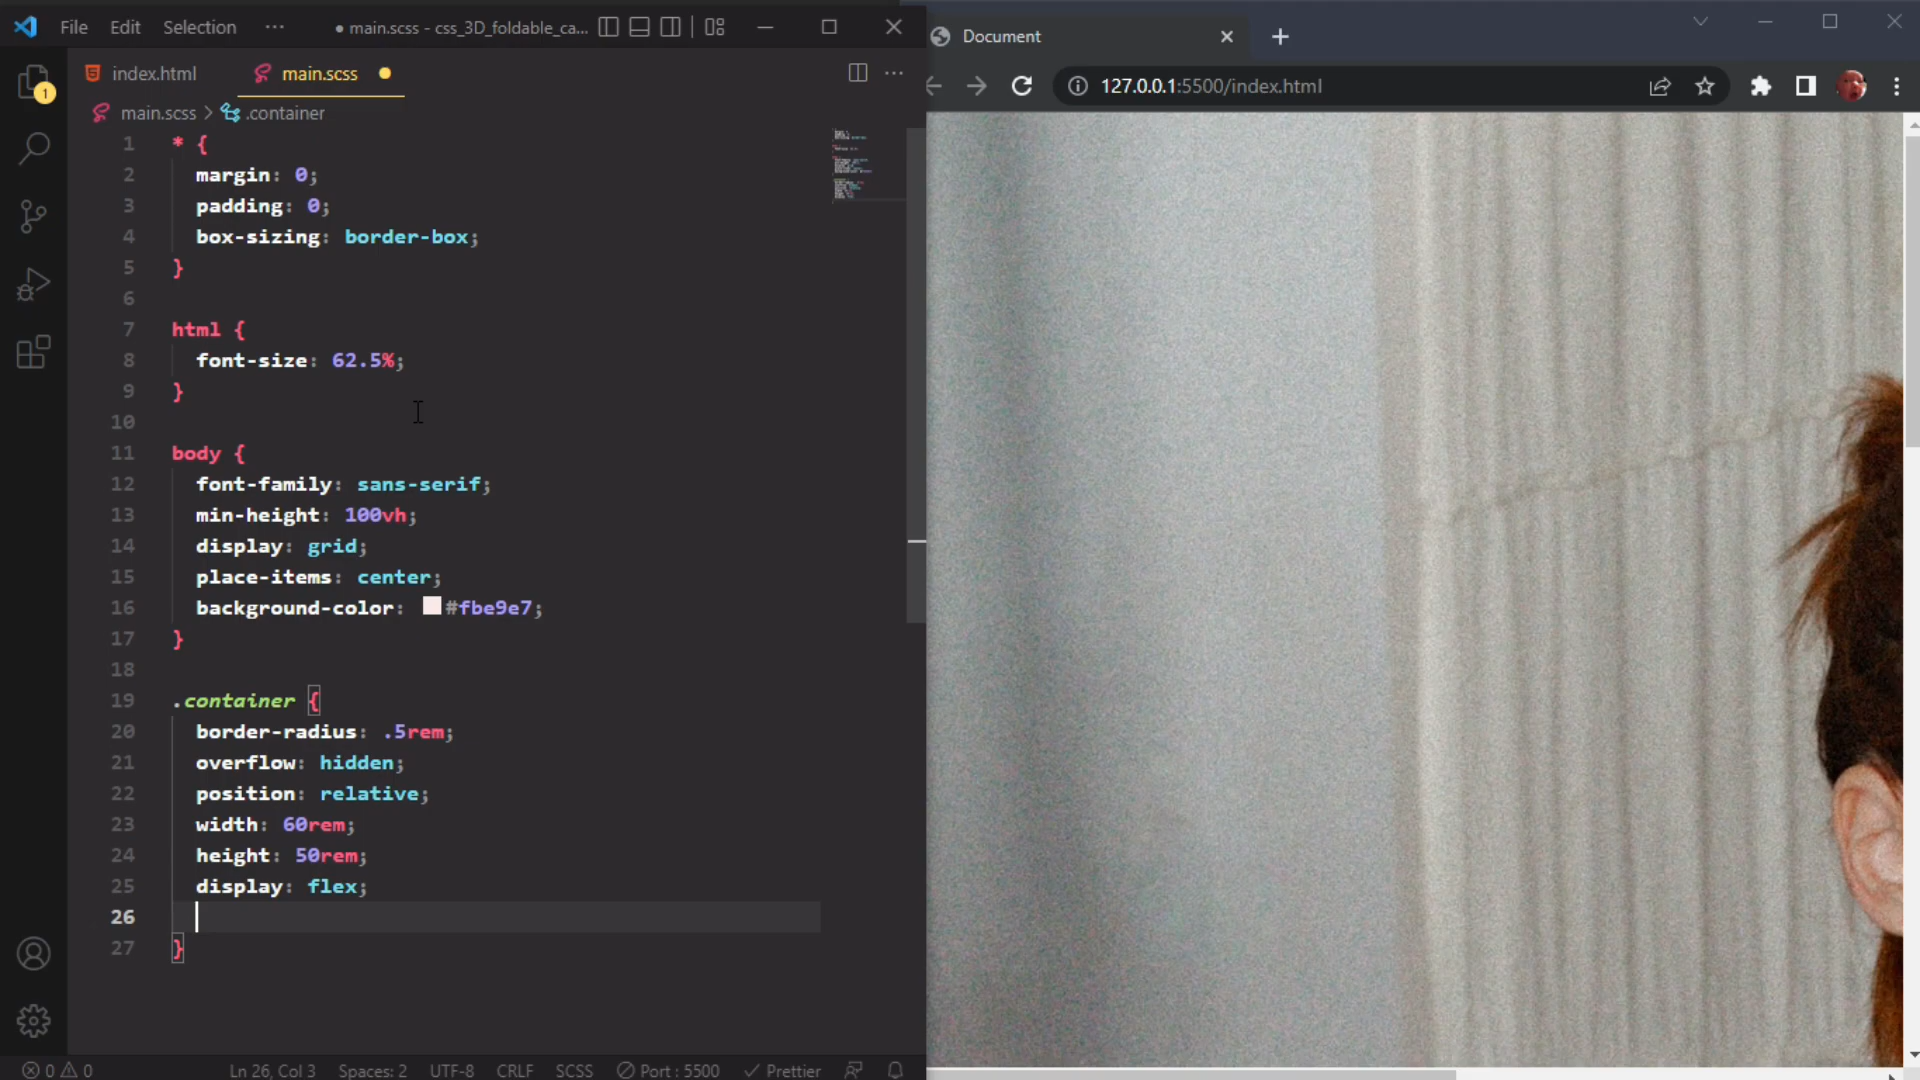 File Edit Selection ··· ● main.scss - css_3D_foldable_ca...
index.html main.scss
main.scss > .container
1 * {
2 margin: 0;
3 padding: 0;
4 box-sizing: border-box;
5 }
6
7 html {
8 font-size: 62.5%;
9 }
10
11 body {
12 font-family: sans-serif;
13 min-height: 100vh;
14 display: grid;
15 place-items: center;
16 background-color: #fbe9e7;
17 }
18
19 .container {
20 border-radius: .5rem;
21 overflow: hidden;
22 position: relative;
23 width: 60rem;
24 height: 50rem;
25 display: flex;
26
27 }
1
0 0 Ln 26, Col 3 Spaces: 2 UTF-8 CRLF SCSS Port : 5500 Prettier
Document
127.0.0.1:5500/index.html